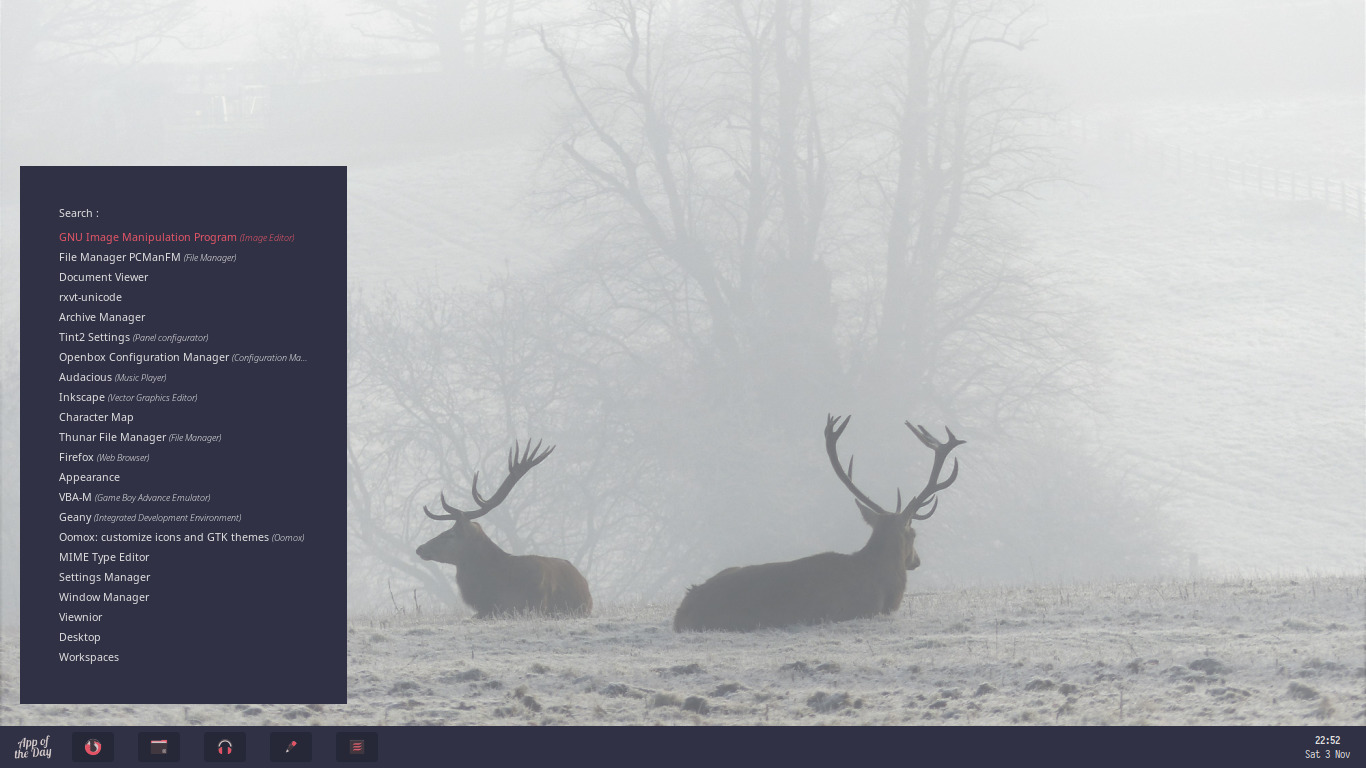 Search :
GNU Image Manipulation Program (Image Editor)
File Manager PCManFM (File Manager)
Document Viewer
rxvt-unicode
Archive Manager
Tint2 Settings (Panel configurator)
Openbox Configuration Manager (Configuration Ma...
Audacious (Music Player)
Inkscape (Vector Graphics Editor)
Character Map
Thunar File Manager (File Manager)
Firefox (Web Browser)
Appearance
VBA-M (Game Boy Advance Emulator)
Geany (Integrated Development Environment)
Oomox: customize icons and GTK themes (Oomox)
MIME Type Editor
Settings Manager
Window Manager
Viewnior
Desktop
Workspaces
App of
the Day
22:52
Sat 3 Nov